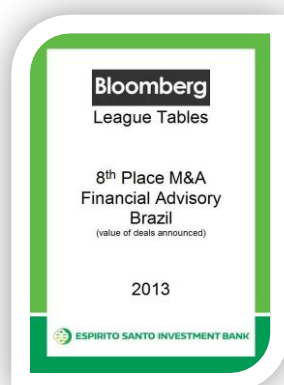 Bloomberg
League Tables
8th Place M&A
Financial Advisory
Brazil
(value of deals announced)
2013
ESPIRITO SANTO INVESTMENT BANK